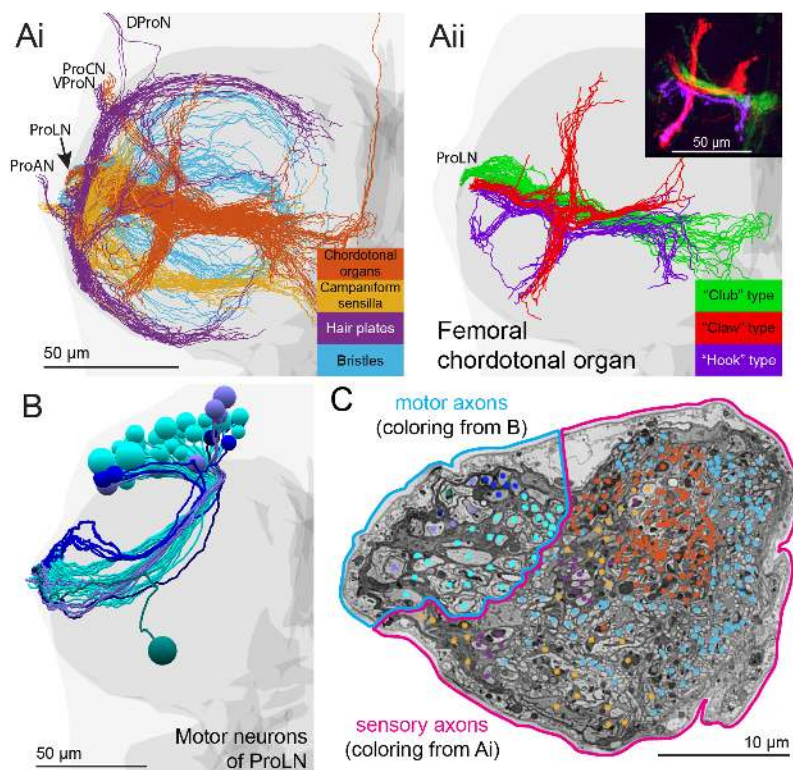 Ai
DProN
ProCN
VProN
ProLN
ProAN
Chordotonal
organs
Campaniform
sensilla
Hair plates
Bristles
50 µm
Aii
50 µm
ProLN
"Club" type
"Claw" type
"Hook" type
Femoral
chordotonal organ
B
50 µm
Motor neurons
of ProLN
C
motor axons
(coloring from B)
sensory axons
(coloring from Ai)
10 µm